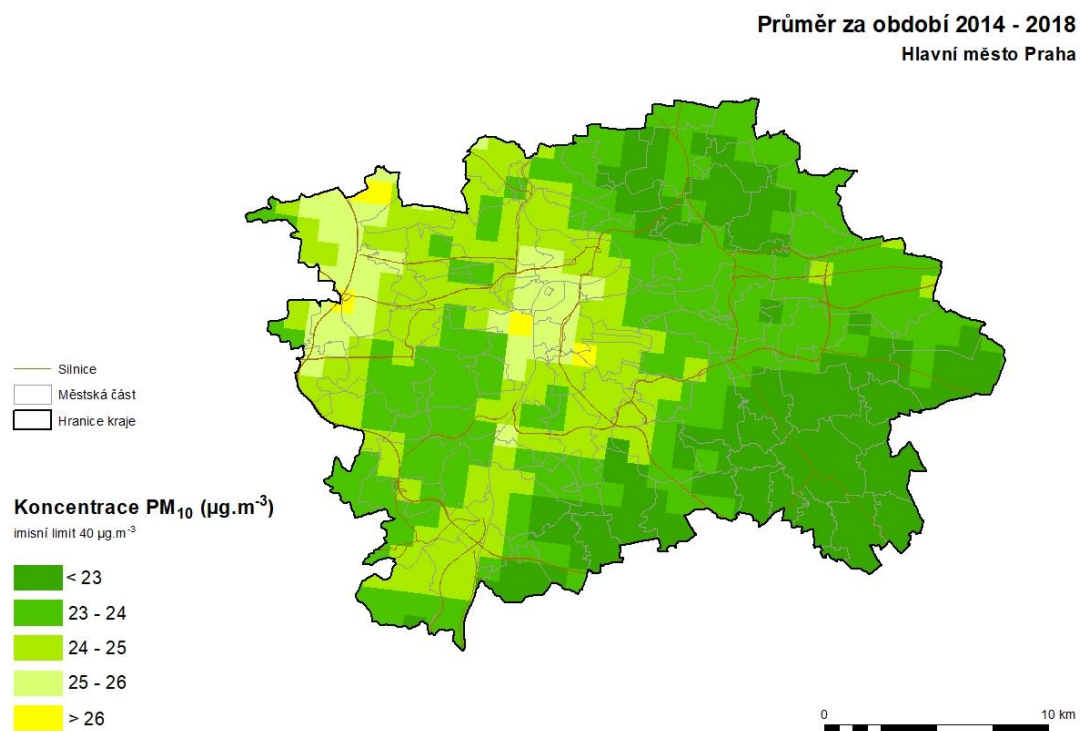 Průměr za období 2014 - 2018
Hlavní město Praha
Silnice
Městská část
Hranice kraje
Koncentrace PM₁₀ (µg.m⁻³)
imisní limit 40 µg.m⁻³
< 23
23 - 24
24 - 25
25 - 26
> 26
0 10 km